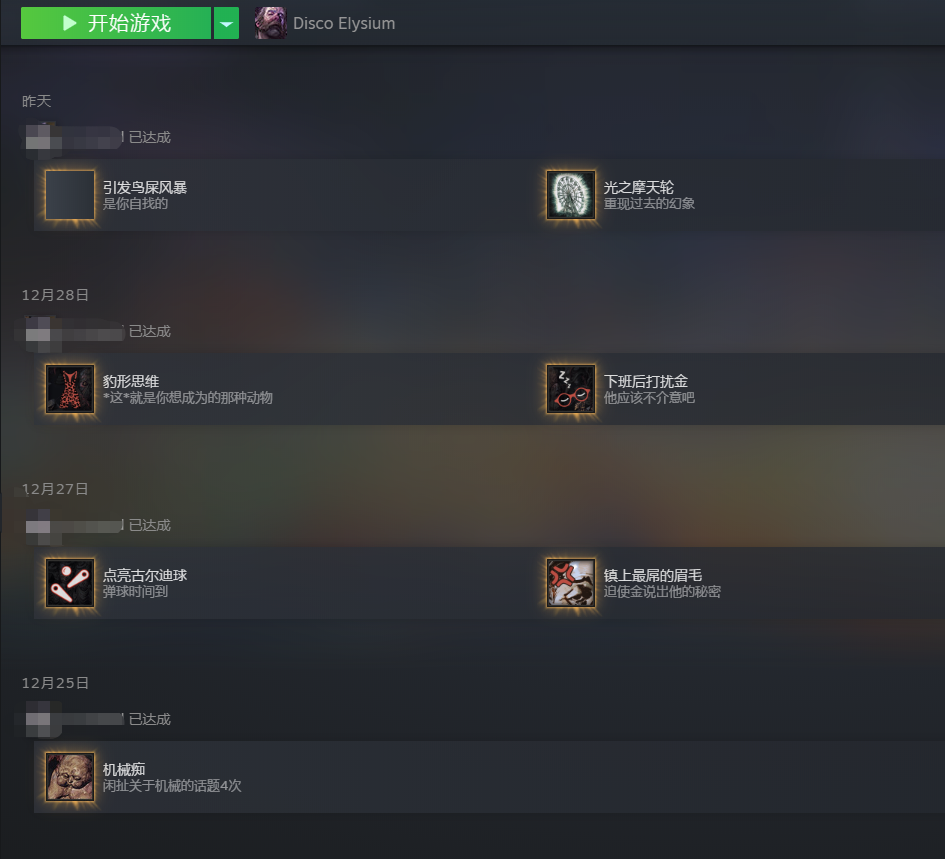 开始游戏
Disco Elysium
昨天
已达成
引发鸟屎风暴
是你自找的
光之摩天轮
重现过去的幻象
12月28日
已达成
豹形思维
*这*就是你想成为的那种动物
下班后打扰金
他应该不介意吧
12月27日
已达成
点亮古尔迪球
弹球时间到
镇上最屌的眉毛
迫使金说出他的秘密
12月25日
已达成
机械痴
闲扯关于机械的话题4次